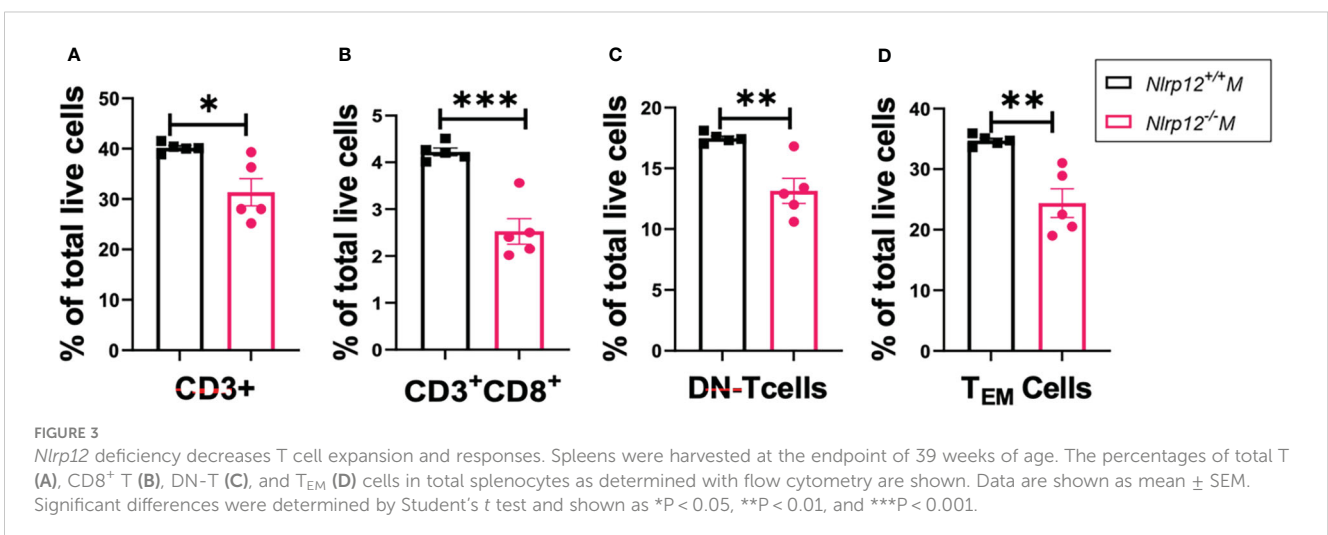 A
B
C
D
Nlrp12+/+M
Nlrp12-/-M
% of total live cells
50
40
30
20
10
0
*
CD3+
% of total live cells
5
4
3
2
1
0
***
CD3+CD8+
% of total live cells
20
15
10
5
0
**
DN-Tcells
% of total live cells
40
30
20
10
0
**
TEM Cells
FIGURE 3
Nlrp12 deficiency decreases T cell expansion and responses. Spleens were harvested at the endpoint of 39 weeks of age. The percentages of total T
(A), CD8+ T (B), DN-T (C), and TEM (D) cells in total splenocytes as determined with flow cytometry are shown. Data are shown as mean ± SEM.
Significant differences were determined by Student's t test and shown as *P < 0.05, **P < 0.01, and ***P < 0.001.